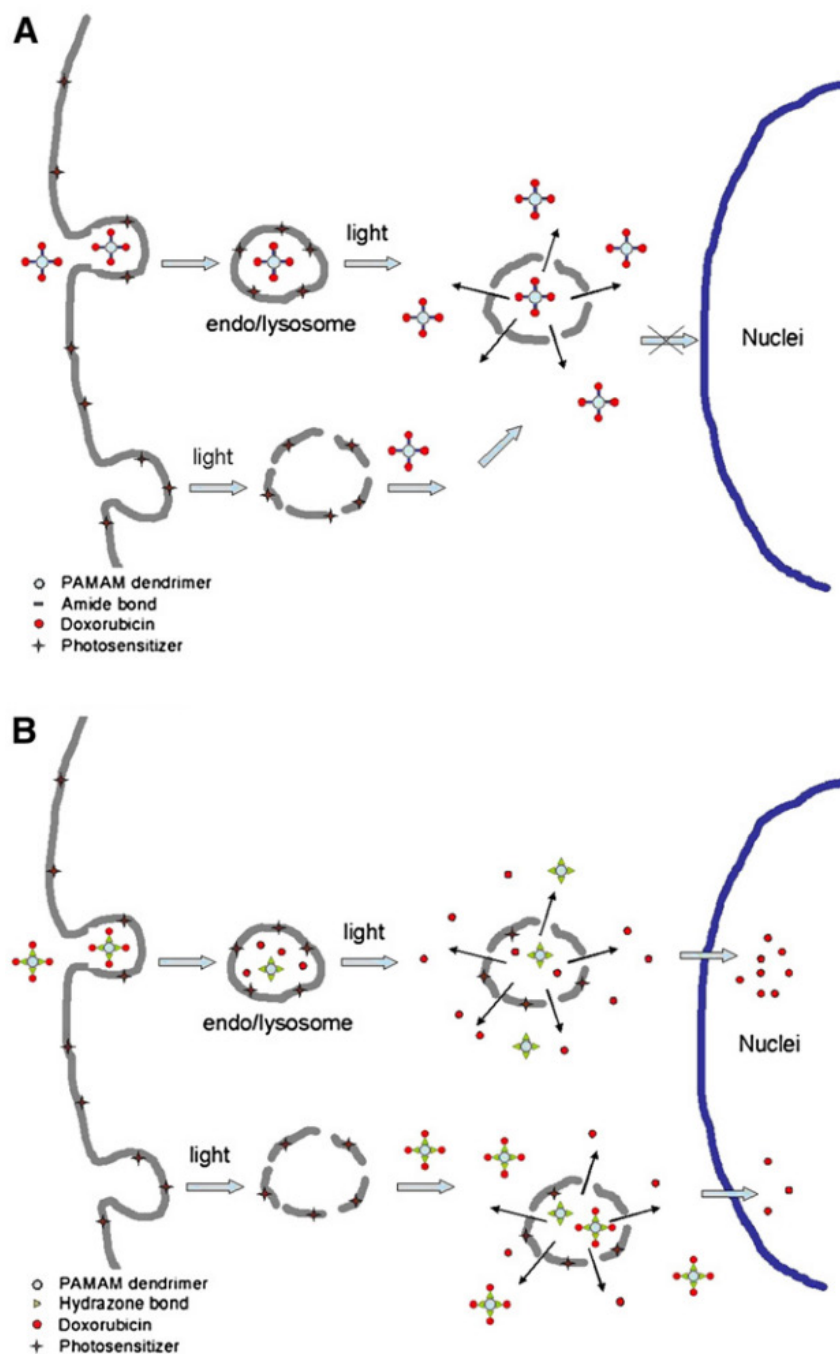 A
light
endo/lysosome
Nuclei
light
PAMAM dendrimer
Amide bond
Doxorubicin
Photosensitizer
B
light
endo/lysosome
Nuclei
light
PAMAM dendrimer
Hydrazone bond
Doxorubicin
Photosensitizer